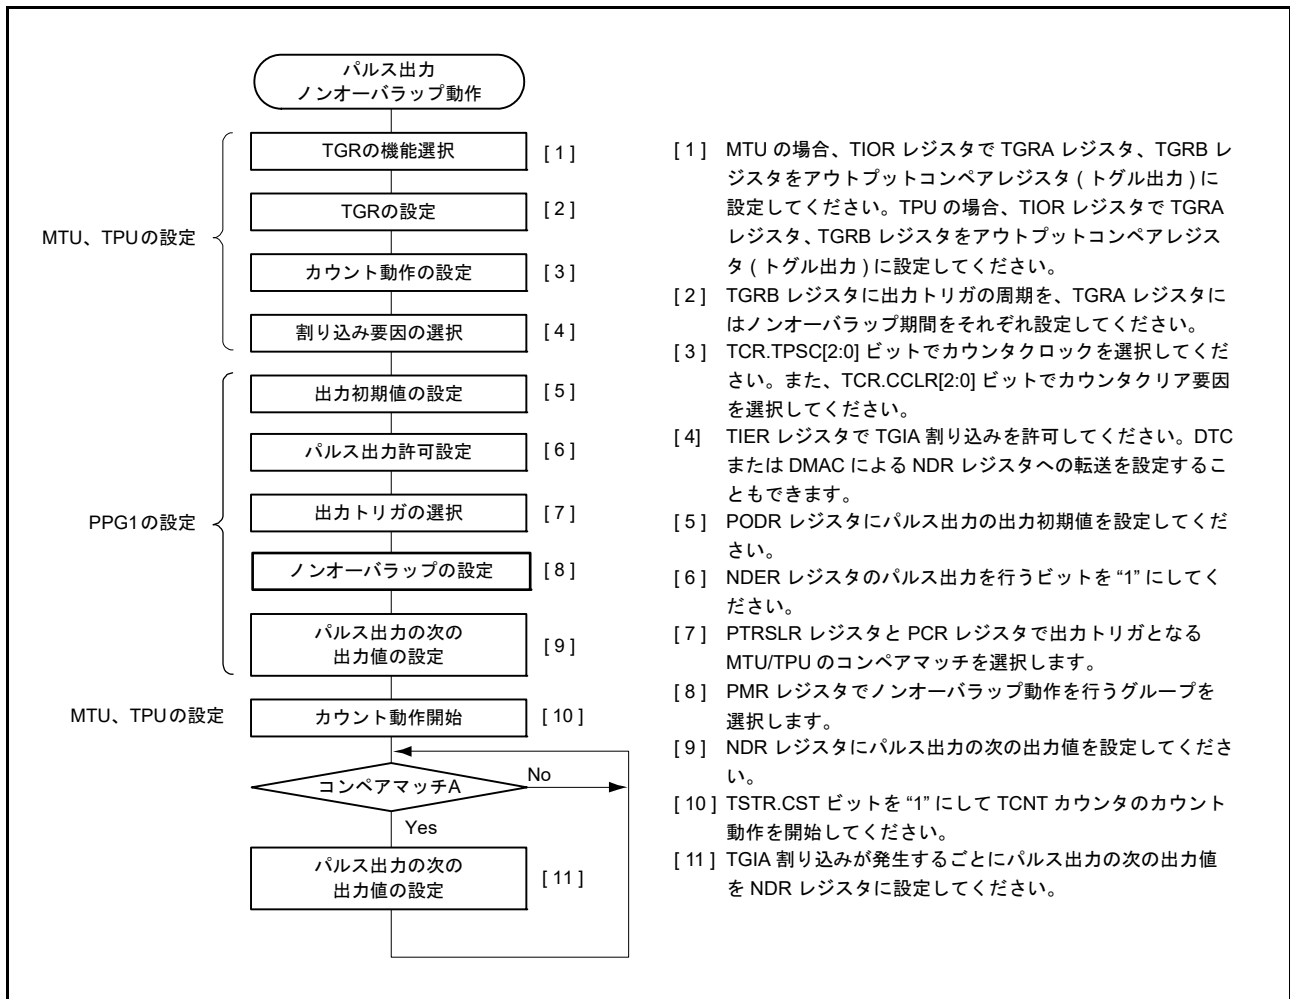 パルス出力
ノンオーバラップ動作
MTU、TPUの設定
TGRの機能選択 [ 1 ]
TGRの設定 [ 2 ]
カウント動作の設定 [ 3 ]
割り込み要因の選択 [ 4 ]
PPG1の設定
出力初期値の設定 [ 5 ]
パルス出力許可設定 [ 6 ]
出力トリガの選択 [ 7 ]
ノンオーバラップの設定 [ 8 ]
パルス出力の次の
出力値の設定 [ 9 ]
MTU、TPUの設定
カウント動作開始 [ 10 ]
コンペアマッチA
No
Yes
パルス出力の次の
出力値の設定 [ 11 ]
[ 1 ] MTU の場合、TIOR レジスタで TGRA レジスタ、TGRB レ
ジスタをアウトプットコンペアレジスタ ( トグル出力 ) に
設定してください。TPU の場合、TIOR レジスタで TGRA
レジスタ、TGRB レジスタをアウトプットコンペアレジス
タ ( トグル出力 ) に設定してください。
[ 2 ] TGRB レジスタに出力トリガの周期を、TGRA レジスタに
はノンオーバラップ期間をそれぞれ設定してください。
[ 3 ] TCR.TPSC[2:0] ビットでカウンタクロックを選択してくだ
さい。また、TCR.CCLR[2:0] ビットでカウンタクリア要因
を選択してください。
[ 4] TIER レジスタで TGIA 割り込みを許可してください。DTC
または DMAC による NDR レジスタへの転送を設定するこ
ともできます。
[ 5 ] PODR レジスタにパルス出力の出力初期値を設定してくだ
さい。
[ 6 ] NDER レジスタのパルス出力を行うビットを “1” にしてく
ださい。
[ 7 ] PTRSLR レジスタと PCR レジスタで出力トリガとなる
MTU/TPU のコンペアマッチを選択します。
[ 8 ] PMR レジスタでノンオーバラップ動作を行うグループを
選択します。
[ 9 ] NDR レジスタにパルス出力の次の出力値を設定してくださ
い。
[ 10 ] TSTR.CST ビットを “1” にして TCNT カウンタのカウント
動作を開始してください。
[ 11 ] TGIA 割り込みが発生するごとにパルス出力の次の出力値
を NDR レジスタに設定してください。